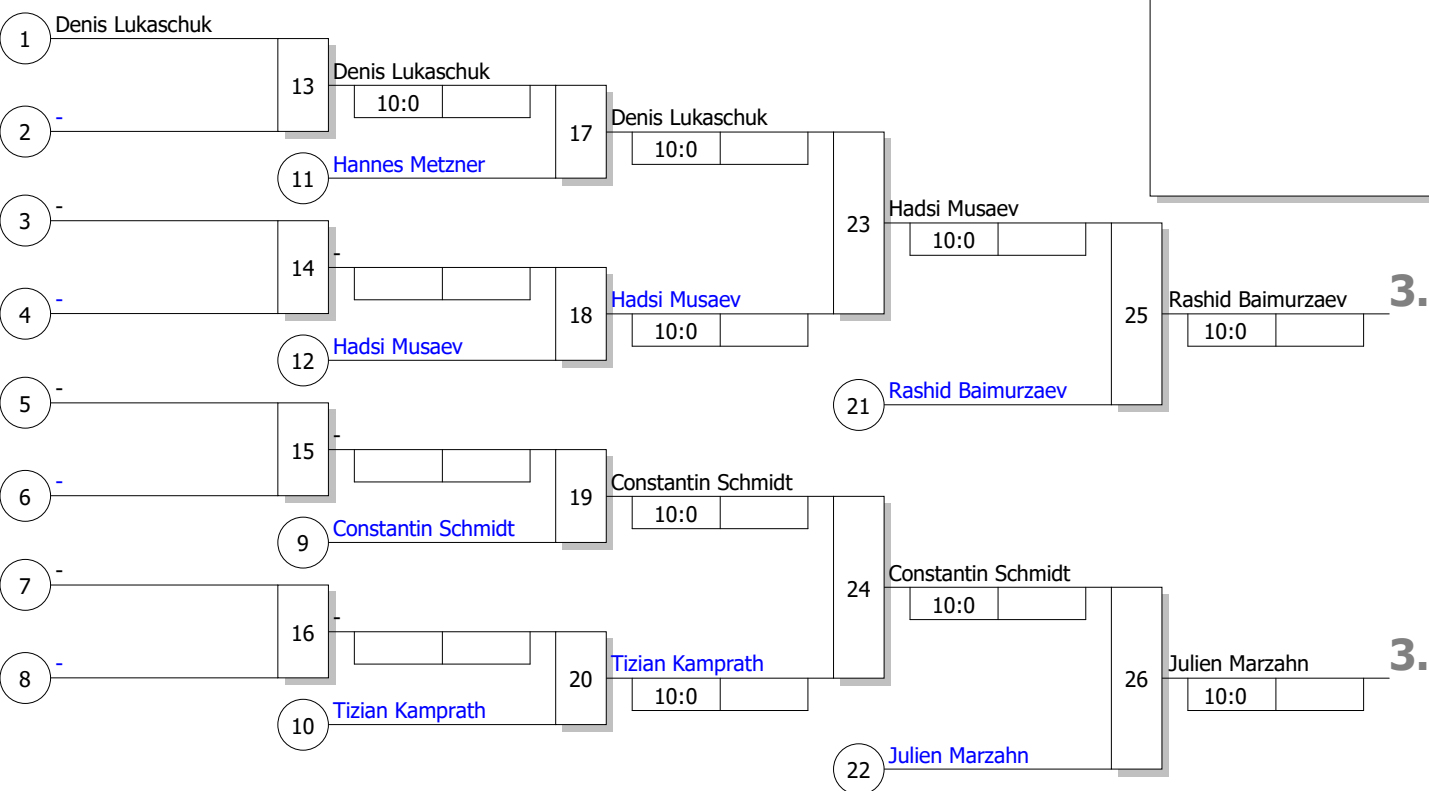 1 Denis Lukaschuk
13 Denis Lukaschuk
10:0
2 -
17 Denis Lukaschuk
10:0
11 Hannes Metzner
3 -
23 Hadsi Musaev
10:0
14 -
4 -
18 Hadsi Musaev
10:0
12 Hadsi Musaev
25 Rashid Baimurzaev 3.
10:0
21 Rashid Baimurzaev
5 -
15 -
6 -
19 Constantin Schmidt
10:0
9 Constantin Schmidt
7 -
24 Constantin Schmidt
10:0
16 -
8 -
20 Tizian Kamprath
10:0
10 Tizian Kamprath
26 Julien Marzahn 3.
10:0
22 Julien Marzahn